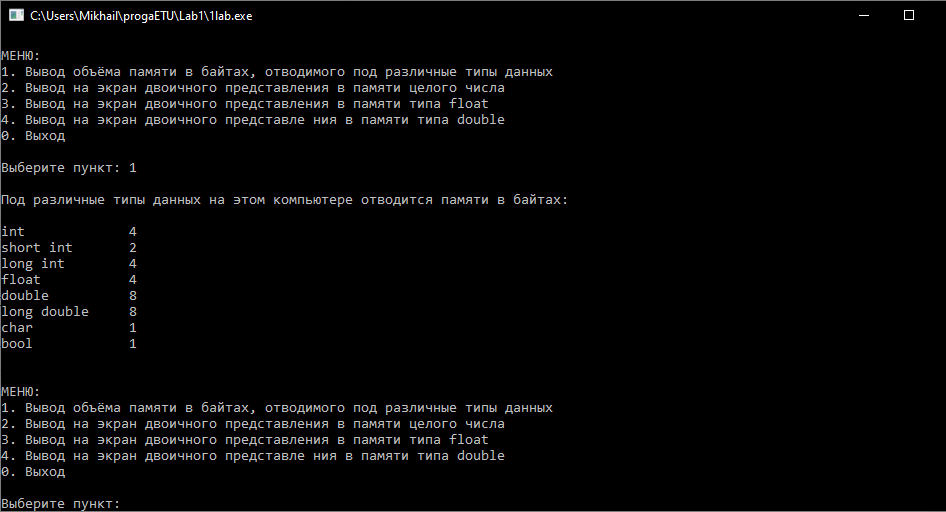 C:\Users\Mikhail\progaETU\Lab1\1lab.exe
МЕНЮ:
1. Вывод объёма памяти в байтах, отводимого под различные типы данных
2. Вывод на экран двоичного представления в памяти целого числа
3. Вывод на экран двоичного представления в памяти типа float
4. Вывод на экран двоичного представле ния в памяти типа double
0. Выход
Выберите пункт: 1
Под различные типы данных на этом компьютере отводится памяти в байтах:
int 4
short int 2
long int 4
float 4
double 8
long double 8
char 1
bool 1
МЕНЮ:
1. Вывод объёма памяти в байтах, отводимого под различные типы данных
2. Вывод на экран двоичного представления в памяти целого числа
3. Вывод на экран двоичного представления в памяти типа float
4. Вывод на экран двоичного представле ния в памяти типа double
0. Выход
Выберите пункт: